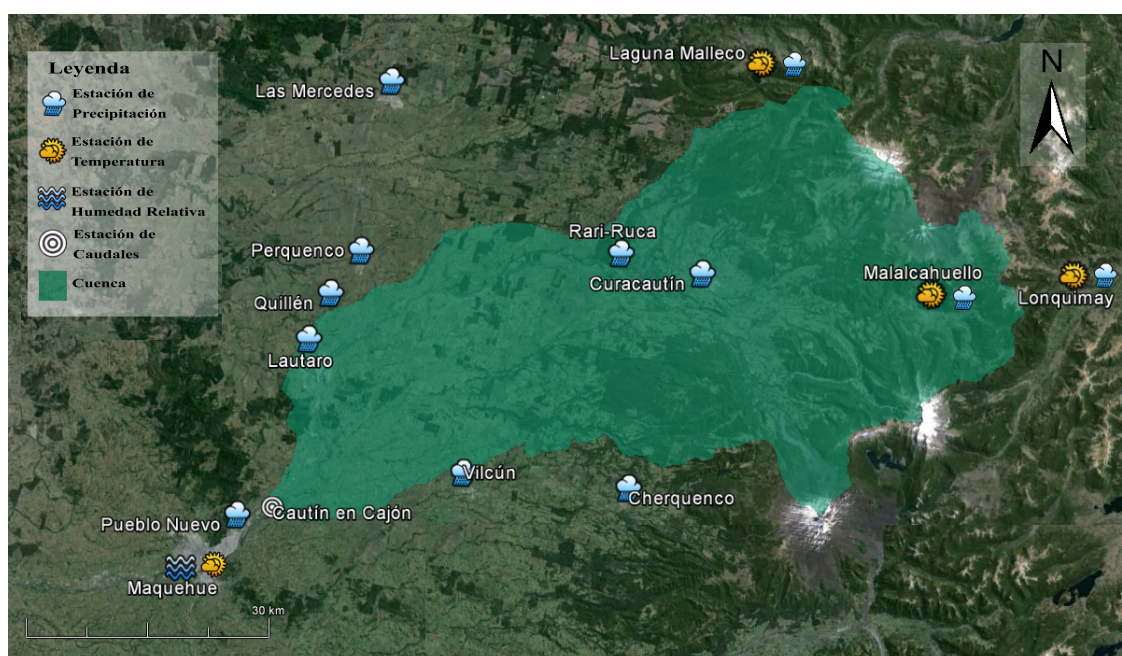 Leyenda
Estación de
Precipitación
Estación de
Temperatura
Estación de
Humedad Relativa
Estación de
Caudales
Cuenca
Laguna Malleco
N
Las Mercedes
Rari-Ruca
Perquenco
Curacautín
Malalcahuello
Lonquimay
Quillén
Lautaro
Vilcún
Cherquenco
Cautín en Cajón
Pueblo Nuevo
Maquehue
30 km